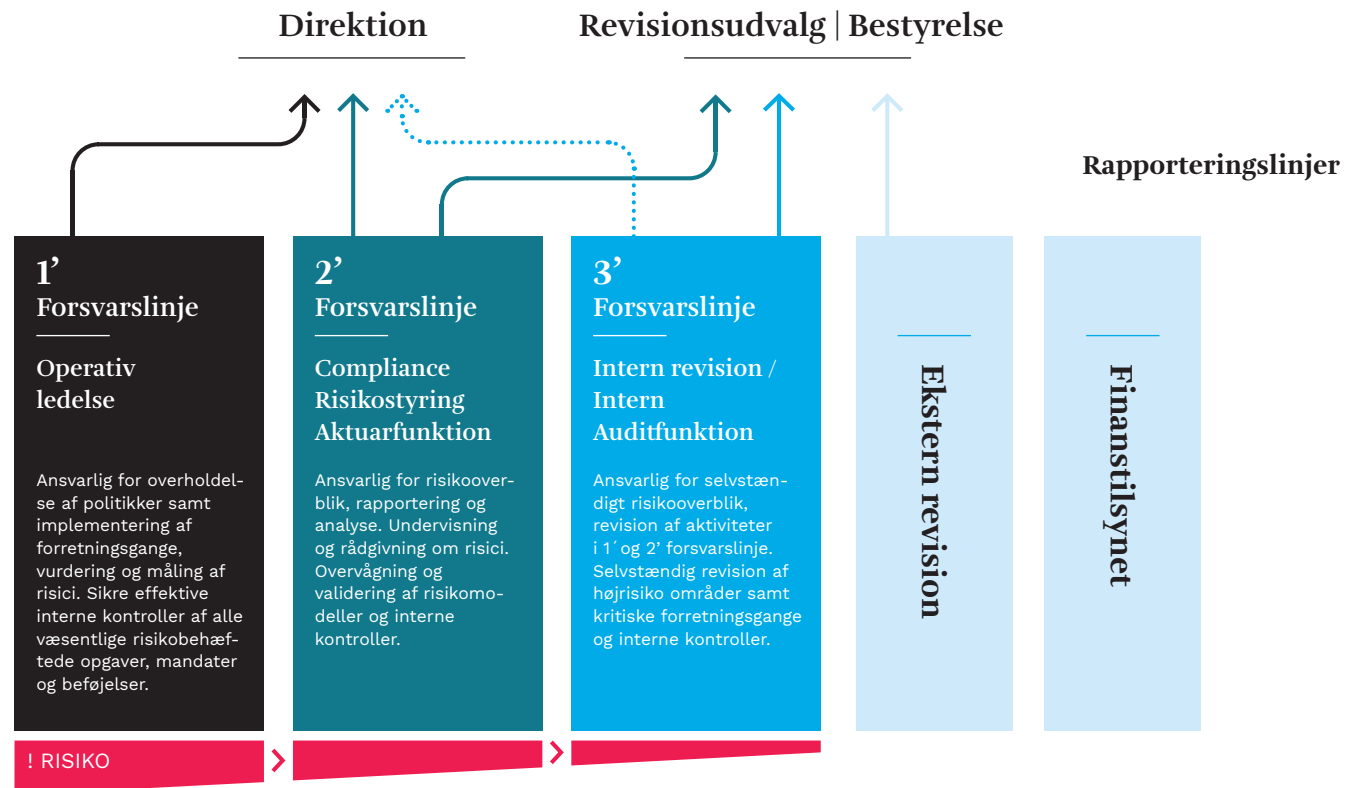 Direktion
Revisionsudvalg | Bestyrelse
Rapporteringslinjer
1’
Forsvarslinje
Operativ
ledelse
Ansvarlig for overholdel-
se af politikker samt
implementering af
forretningsgange,
vurdering og måling af
risici. Sikre effektive
interne kontroller af alle
væsentlige risikobehæf-
tede opgaver, mandater
og beføjelser.
2’
Forsvarslinje
Compliance
Risikostyring
Aktuarfunktion
Ansvarlig for risikoover-
blik, rapportering og
analyse. Undervisning
og rådgivning om risici.
Overvågning og
validering af risikomo-
deller og interne
kontroller.
3’
Forsvarslinje
Intern revision /
Intern
Auditfunktion
Ansvarlig for selvstæn-
digt risikooverblik,
revision af aktiviteter
i 1´og 2’ forsvarslinje.
Selvstændig revision af
højrisiko områder samt
kritiske forretningsgange
og interne kontroller.
Ekstern revision
Finanstilsynet
! RISIKO